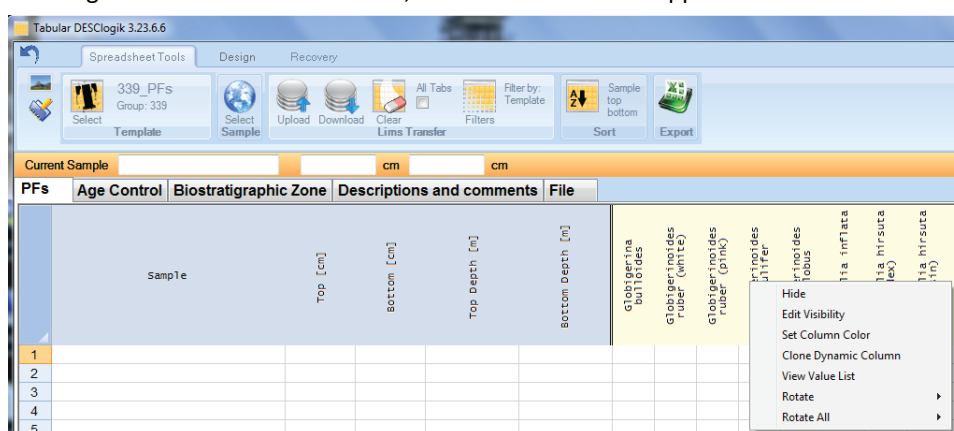 Tabular DESClogik 3.23.6.6
Spreadsheet Tools Design Recovery
339_PFs
Group: 339
Select
Template
Select
Sample
Upload Download Clear
Lims Transfer
All Tabs
Filters
Filter by:
Template
Sample
top
bottom
Sort
Export
Current Sample cm cm
PFs Age Control Biostratigraphic Zone Descriptions and comments File
Sample
Top [cm]
Bottom [cm]
Top Depth [m]
Bottom Depth [m]
Globigerina
bulloides
Globigerinoides
ruber (white)
Globigerinoides
ruber (pink)
Hide
Edit Visibility
Set Column Color
Clone Dynamic Column
View Value List
Rotate
Rotate All
1
2
3
4
5